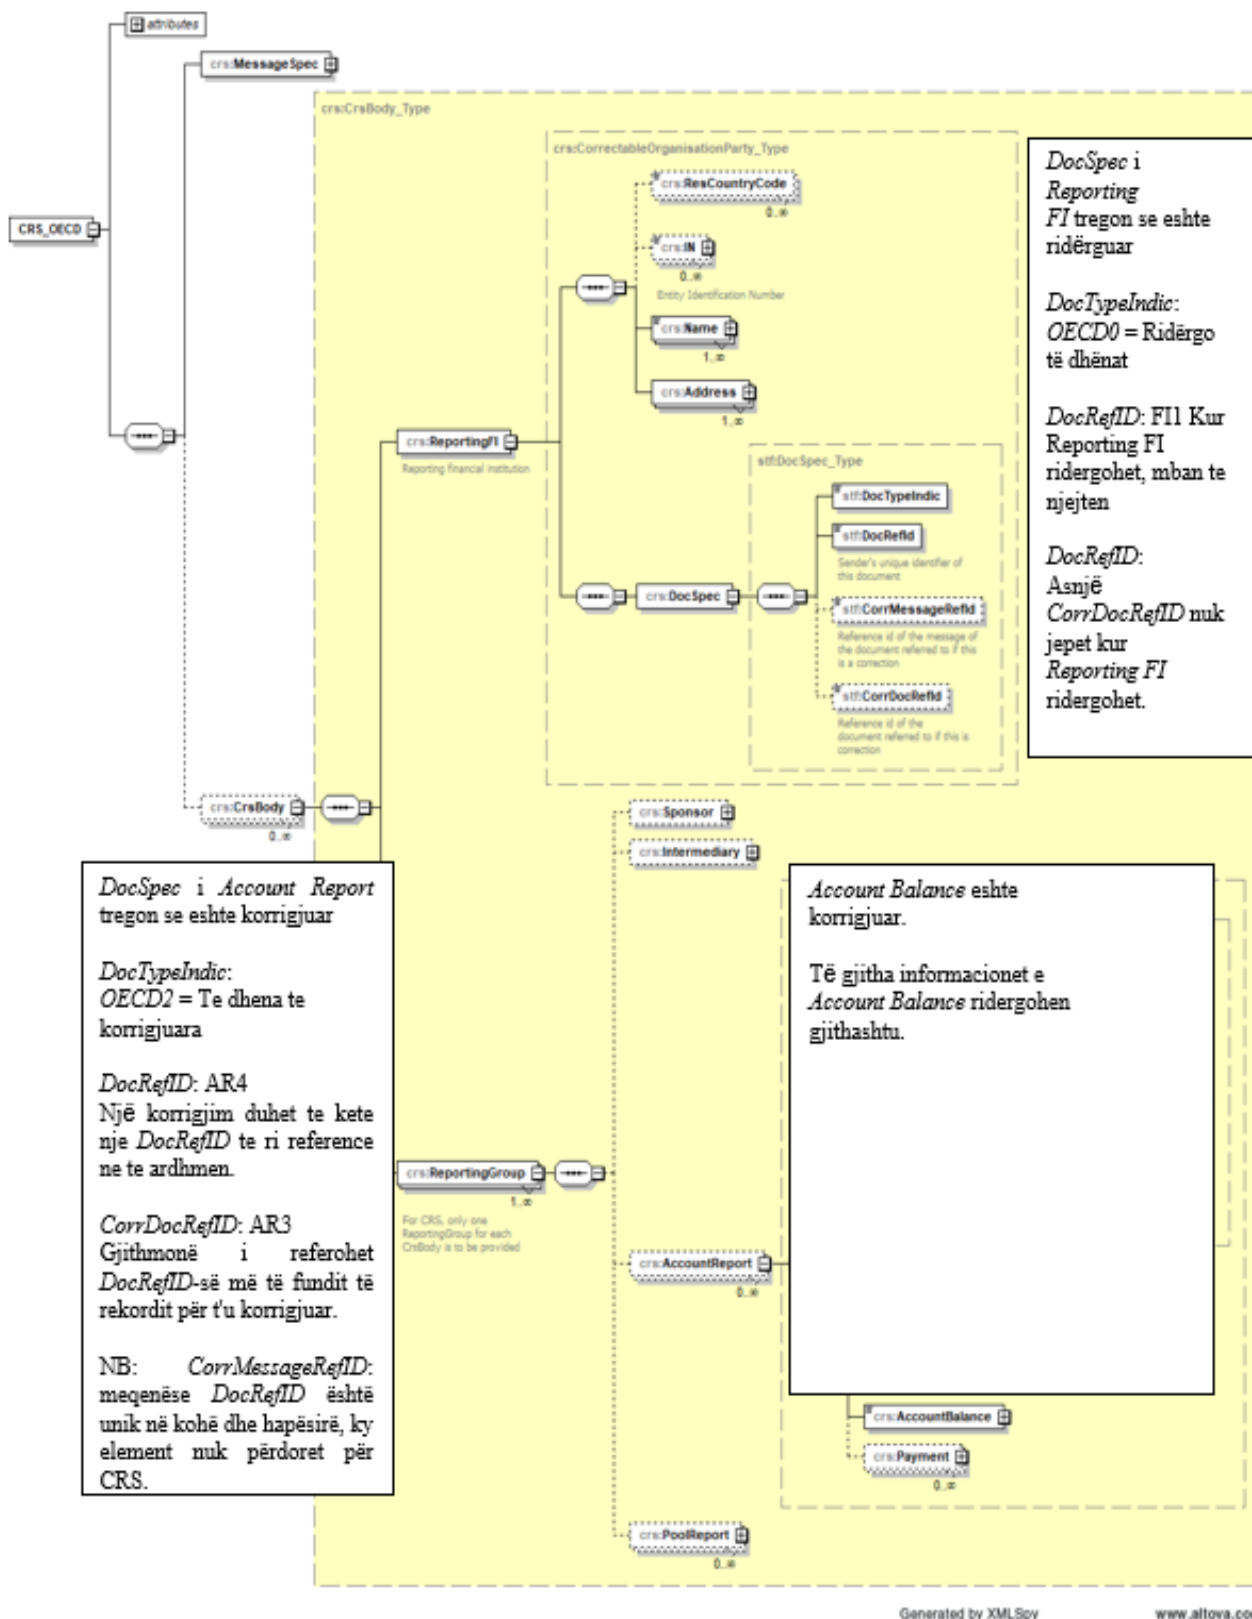 attributes
crs:MessageSpec
crs:CrsBody_Type
crs:CorrectableOrganisationParty_Type
crs:ResCountryCode
0..∞
CRS_OECD
crs:IN
0..∞
Entity Identification Number
crs:Name
1..∞
crs:Address
1..∞
crs:ReportingFI
Reporting financial institution
stf:DocSpec_Type
stf:DocTypeIndic
stf:DocRefId
Sender's unique identifier of
this document
crs:DocSpec
stf:CorrMessageRefId
Reference id of the message of
the document referred to if this
is a correction
stf:CorrDocRefId
Reference id of the
document referred to if this is
correction
DocSpec i
Reporting
FI tregon se eshte
ridërguar
DocTypeIndic:
OECD0 = Ridërgo
të dhënat
DocRefID: FI1 Kur
Reporting FI
ridergohet, mban te
njejten
DocRefID:
Asnjë
CorrDocRefID nuk
jepet kur
Reporting FI
ridergohet.
crs:CrsBody
0..∞
crs:Sponsor
crs:Intermediary
DocSpec i Account Report
tregon se eshte korrigjuar
DocTypeIndic:
OECD2 = Te dhena te
korrigjuara
DocRefID: AR4
Një korrigjim duhet te kete
nje DocRefID te ri reference
ne te ardhmen.
CorrDocRefID: AR3
Gjithmonë i referohet
DocRefID-së më të fundit të
rekordit për t'u korrigjuar.
NB: CorrMessageRefID:
meqenëse DocRefID është
unik në kohë dhe hapësirë, ky
element nuk përdoret për
CRS.
Account Balance eshte
korrigjuar.
Të gjitha informacionet e
Account Balance ridergohen
gjithashtu.
crs:ReportingGroup
1..∞
For CRS, only one
ReportingGroup for each
CrsBody is to be provided
crs:AccountReport
0..∞
crs:AccountBalance
crs:Payment
0..∞
crs:PoolReport
0..∞
Generated by XMLSpy
www.altova.co